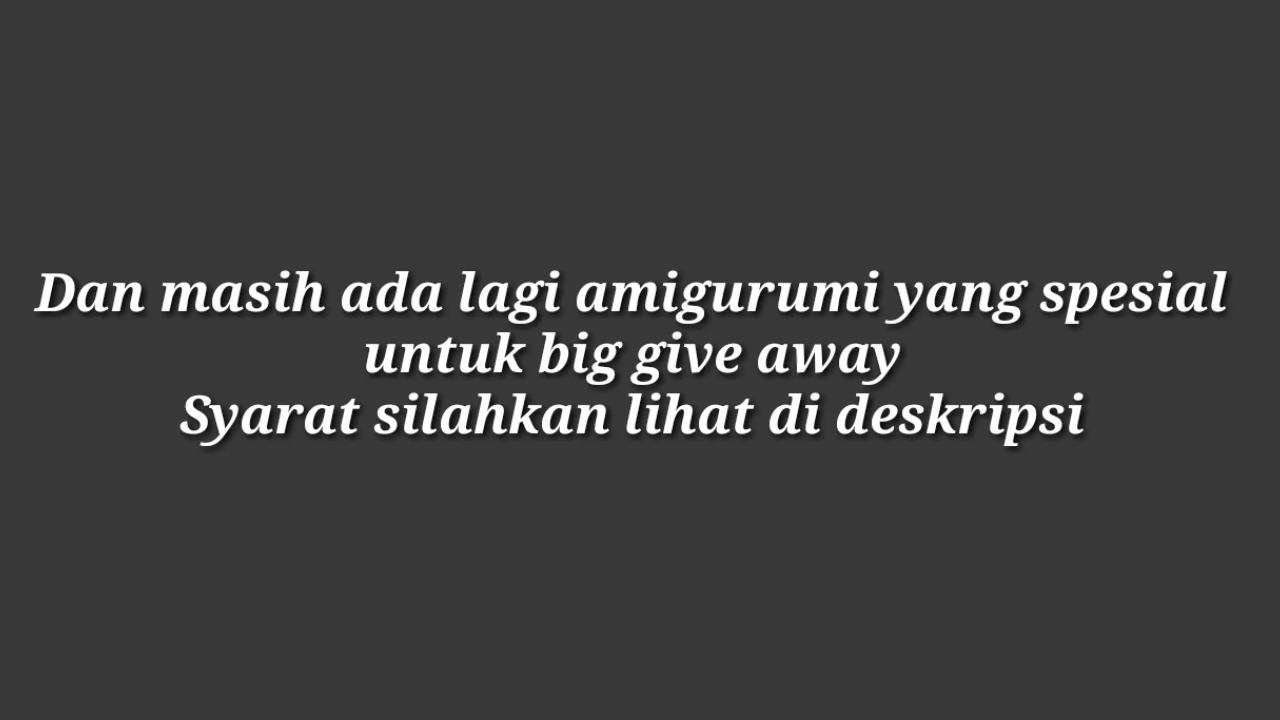 Dan masih ada lagi amigurumi yang spesial
untuk big give away
Syarat silahkan lihat di deskripsi